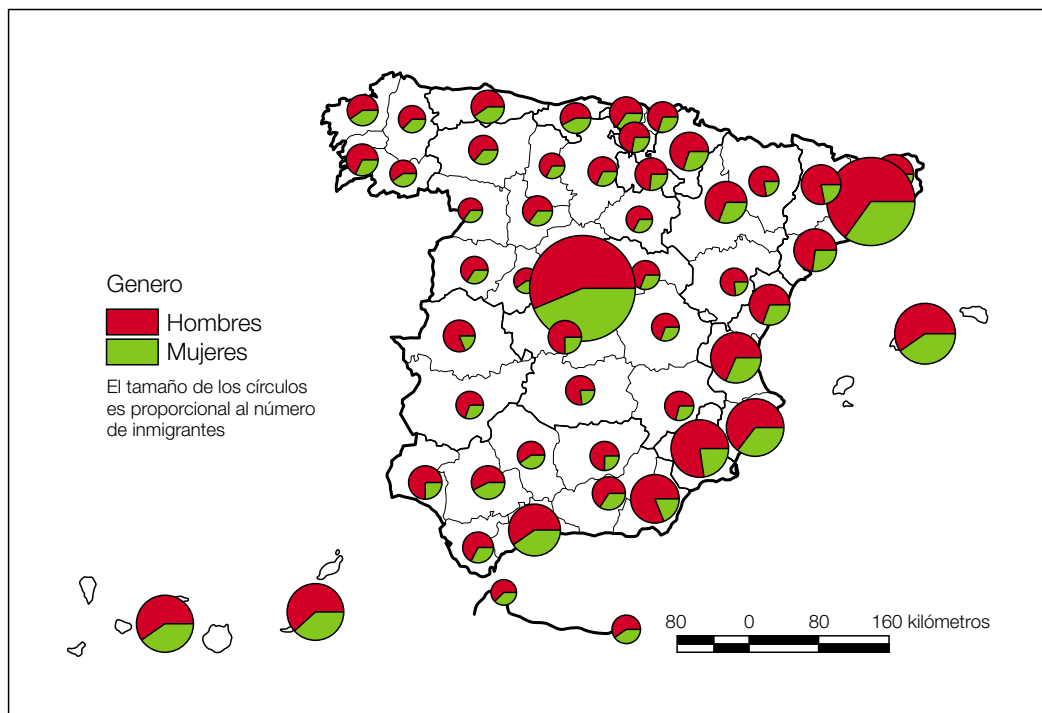 Genero
Hombres
Mujeres
El tamaño de los círculos
es proporcional al número
de inmigrantes
80 0 80 160 kilómetros